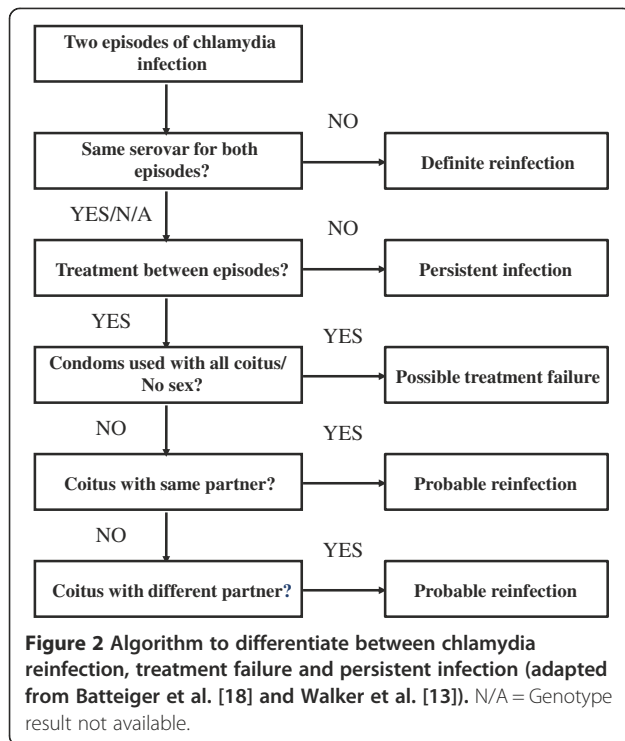 Two episodes of chlamydia
infection
Same serovar for both
episodes?
NO
Definite reinfection
YES/N/A
Treatment between episodes?
NO
Persistent infection
YES
Condoms used with all coitus/
No sex?
YES
Possible treatment failure
NO
Coitus with same partner?
YES
Probable reinfection
NO
Coitus with different partner?
YES
Probable reinfection
Figure 2 Algorithm to differentiate between chlamydia
reinfection, treatment failure and persistent infection (adapted
from Batteiger et al. [18] and Walker et al. [13]). N/A = Genotype
result not available.